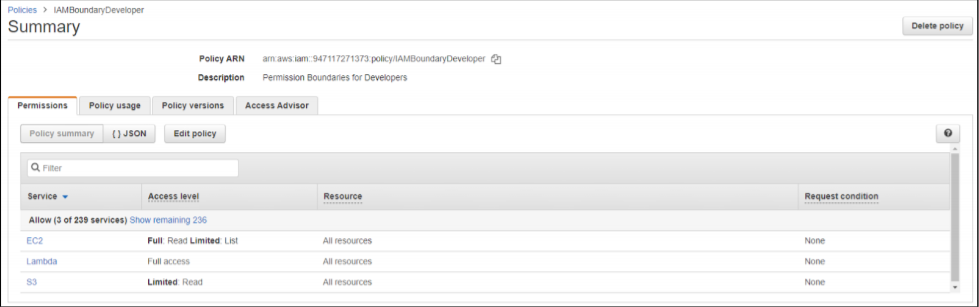 Policies > IAMBoundaryDeveloper
Summary
Delete policy
Policy ARN arn:aws:iam::947117271373:policy/IAMBoundaryDeveloper
Description Permission Boundaries for Developers
Permissions Policy usage Policy versions Access Advisor
Policy summary { } JSON Edit policy
Filter
Service Access level Resource Request condition
Allow (3 of 239 services) Show remaining 236
EC2 Full: Read Limited: List All resources None
Lambda Full access All resources None
S3 Limited: Read All resources None